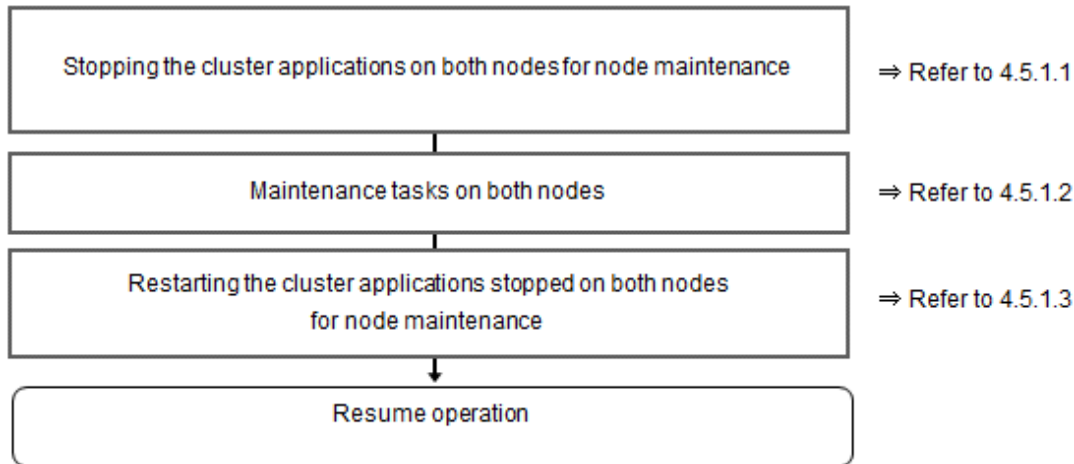 Stopping the cluster applications on both nodes for node maintenance
⇒ Refer to 4.5.1.1
Maintenance tasks on both nodes
⇒ Refer to 4.5.1.2
Restarting the cluster applications stopped on both nodes
for node maintenance
⇒ Refer to 4.5.1.3
Resume operation